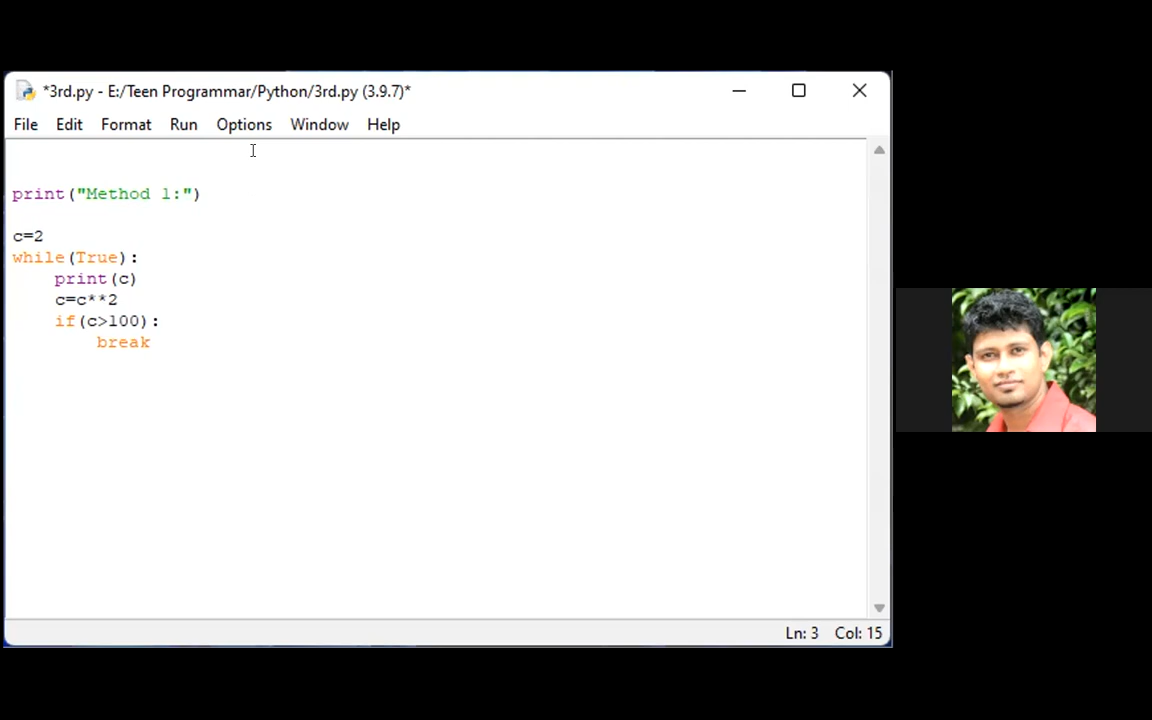 *3rd.py - E:/Teen Programmar/Python/3rd.py (3.9.7)*
File Edit Format Run Options Window Help
print("Method 1:")
c=2
while(True):
    print(c)
    c=c**2
    if(c>100):
        break
Ln: 3 Col: 15